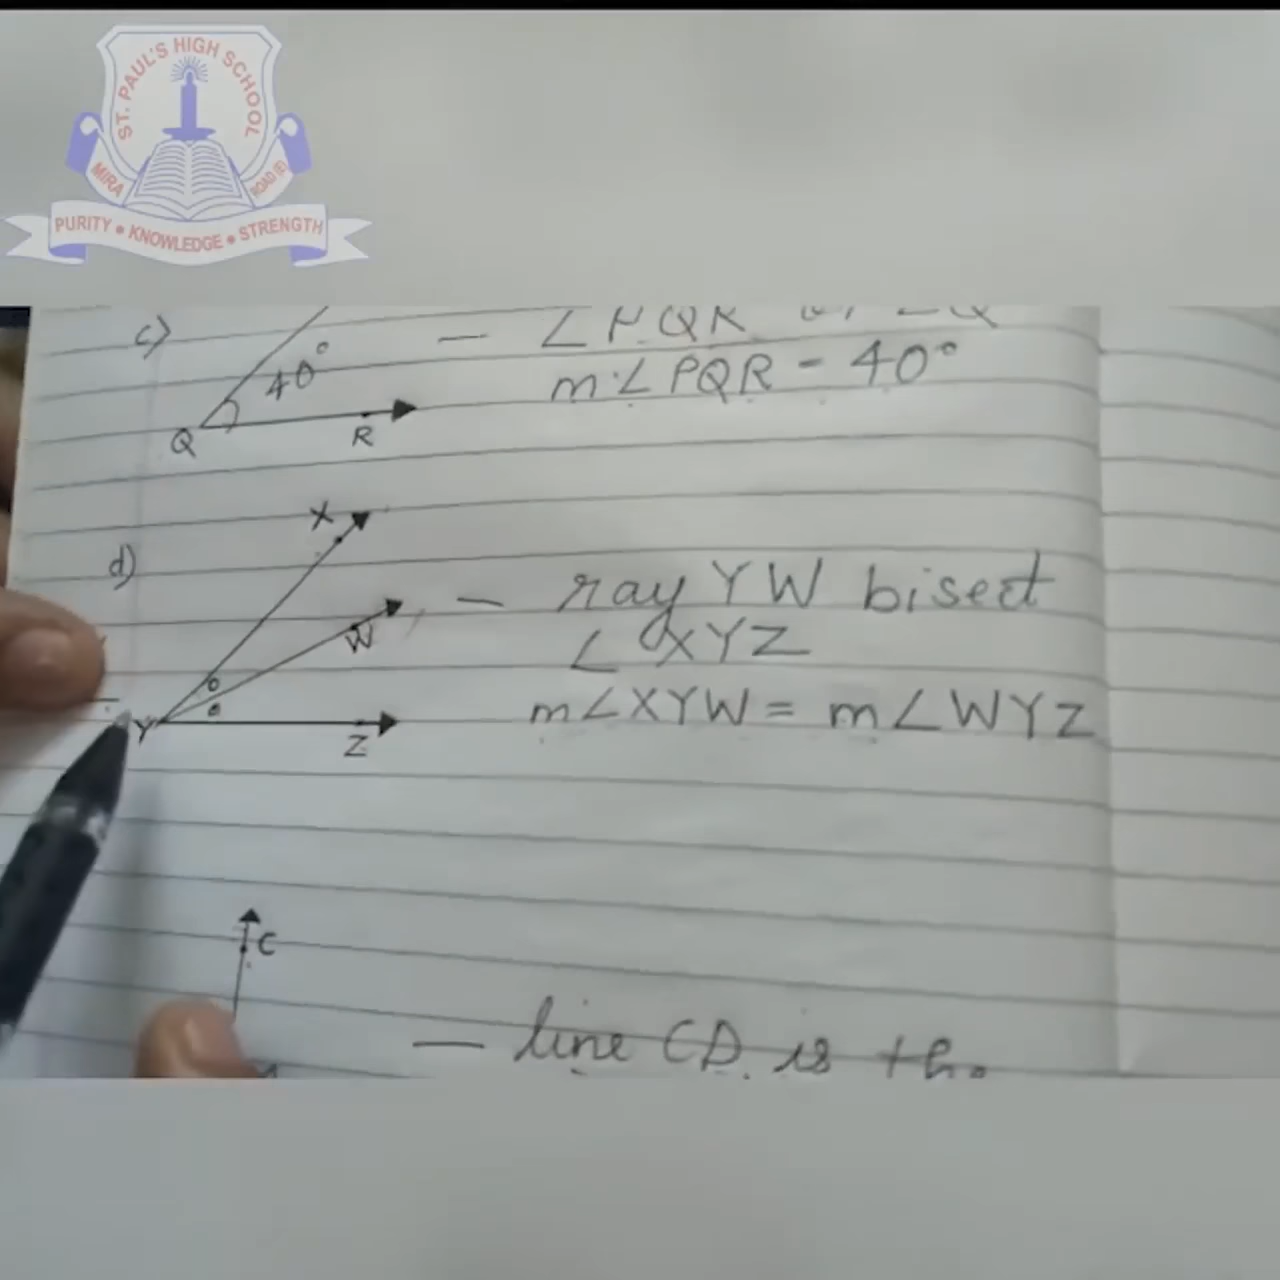 ST. PAUL'S HIGH SCHOOL
MIRA ROAD (E)
PURITY • KNOWLEDGE • STRENGTH
c)
40°
Q
R
m∠PQR = 40°
d)
X
W
Y
Z
— ray YW bisect
∠XYZ
m∠XYW = m∠WYZ
C
— line CD is